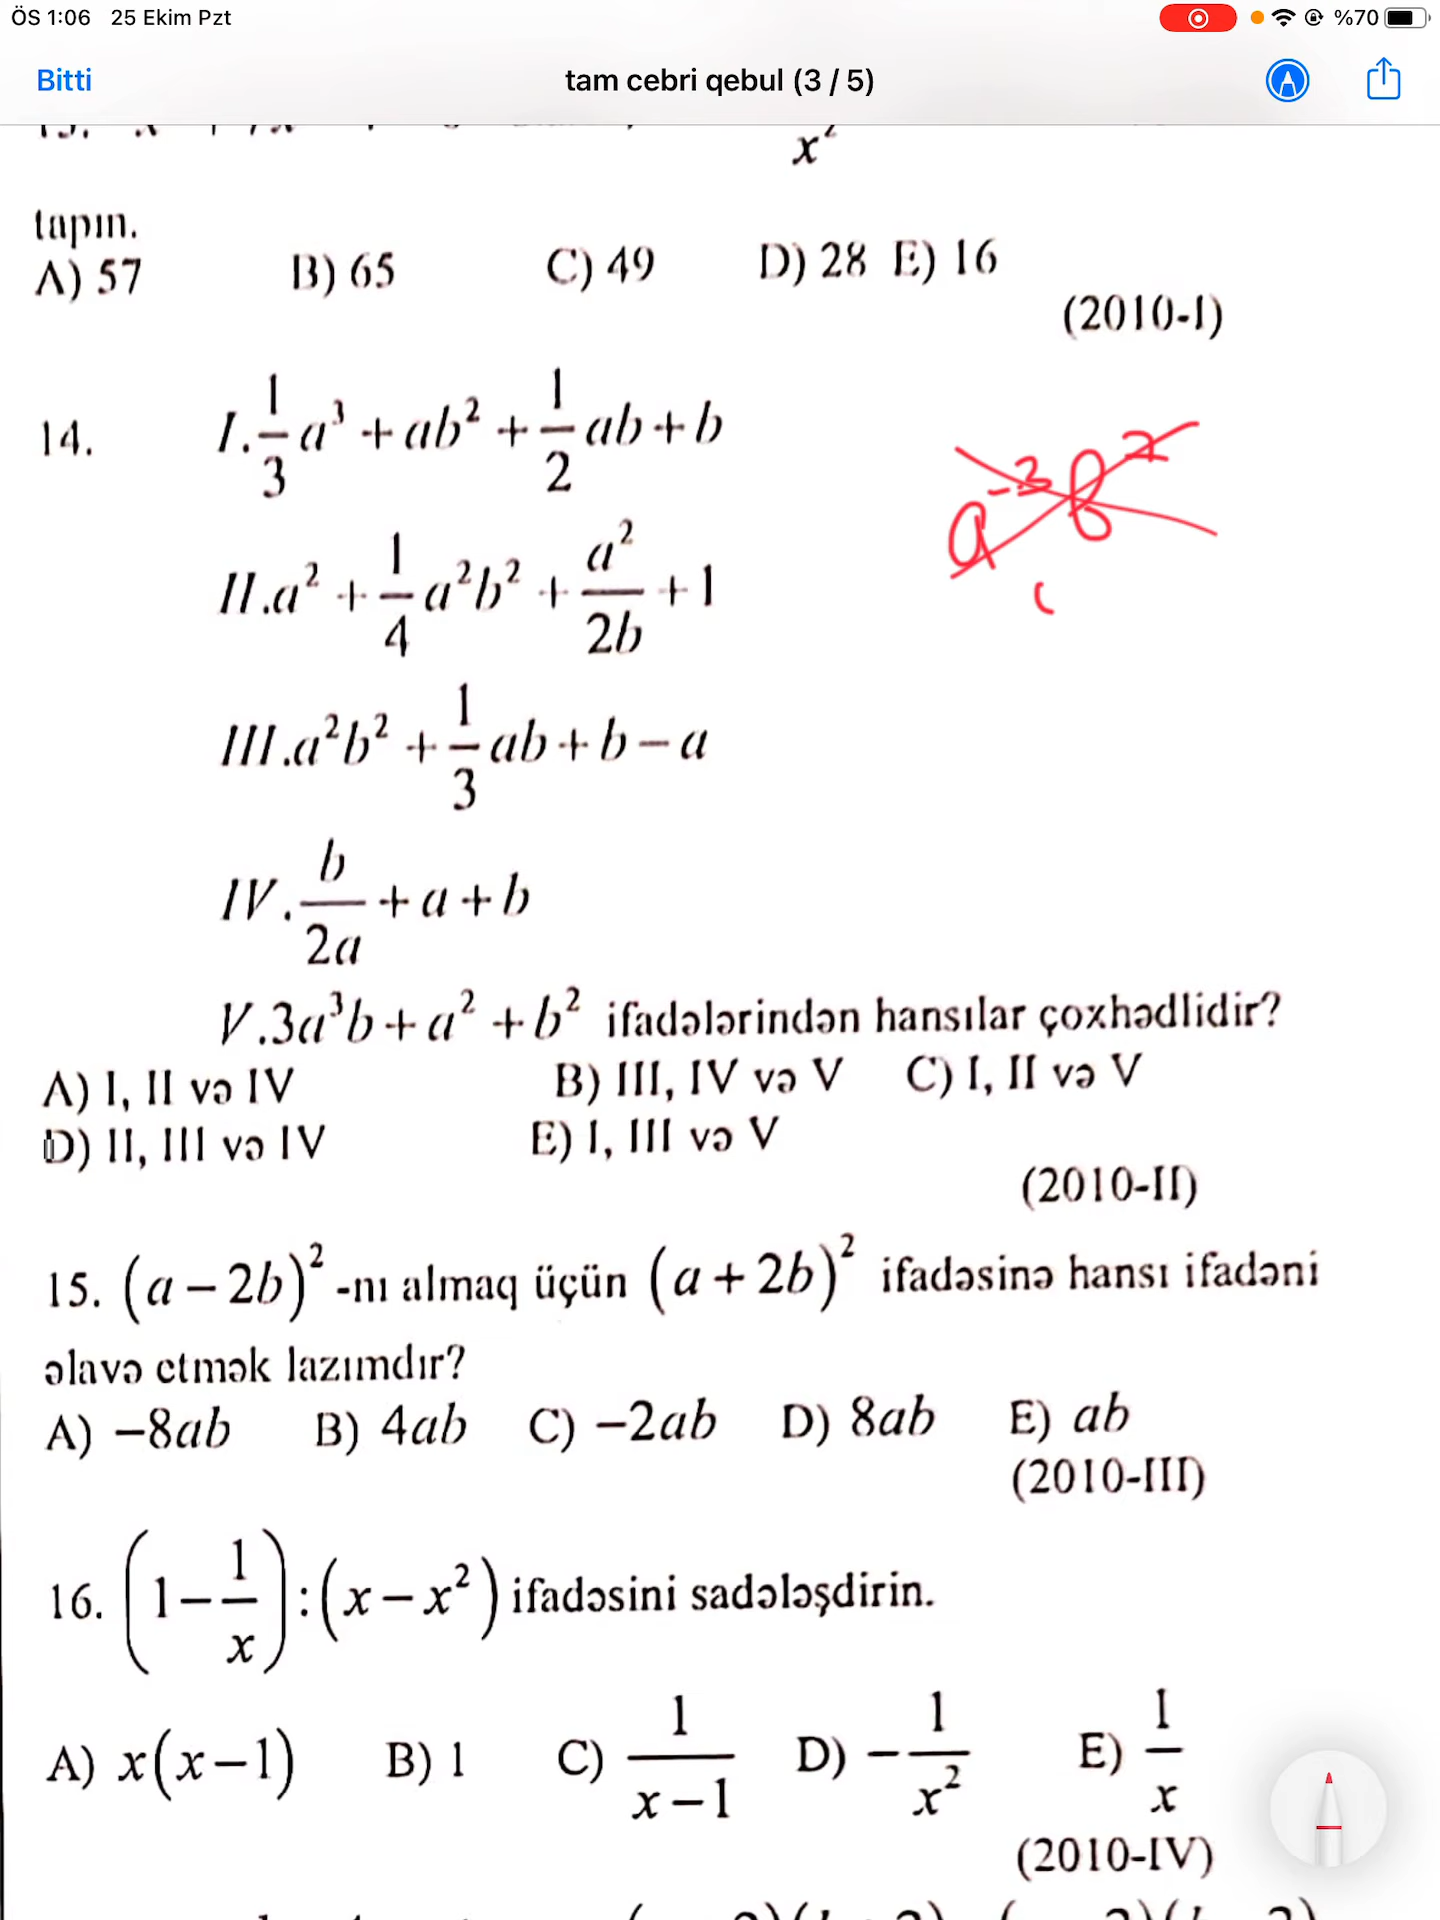 ÖS 1:06 25 Ekim Pzt %70
Bitti tam cebri qebul (3 / 5)
x²
tapın.
A) 57 B) 65 C) 49 D) 28 E) 16
(2010-I)
14. I. 1/3 a³ + ab² + 1/2 ab + b
a⁻³ b²
II. a² + 1/4 a²b² + a²/2b + 1
III. a²b² + 1/3 ab + b − a
IV. b/2a + a + b
V. 3a³b + a² + b² ifadələrindən hansılar çoxhədlidir?
A) I, II və IV B) III, IV və V C) I, II və V
D) II, III və IV E) I, III və V
(2010-II)
15. (a − 2b)² -nı almaq üçün (a + 2b)² ifadəsinə hansı ifadəni
əlavə etmək lazımdır?
A) −8ab B) 4ab C) −2ab D) 8ab E) ab
(2010-III)
16. (1 − 1/x) : (x − x²) ifadəsini sadələşdirin.
A) x(x−1) B) 1 C) 1/(x−1) D) −1/x² E) 1/x
(2010-IV)